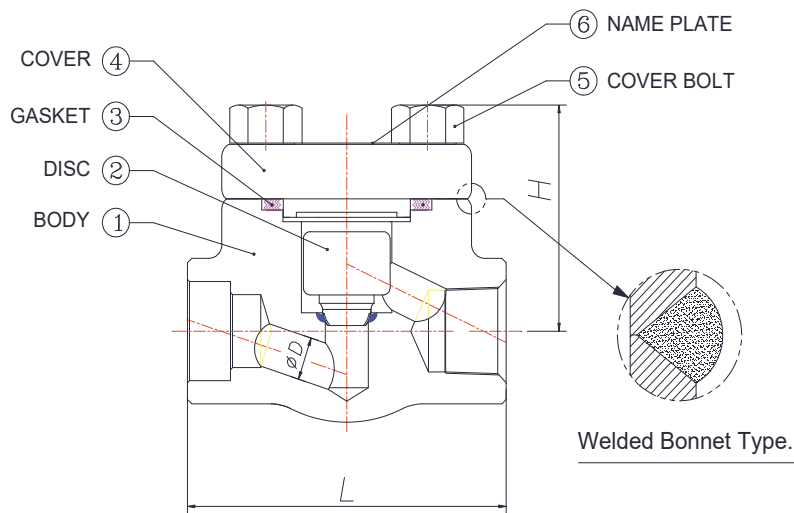 ⑥ NAME PLATE
COVER ④
⑤ COVER BOLT
GASKET ③
DISC ②
BODY ①
H
øD
L
Welded Bonnet Type.